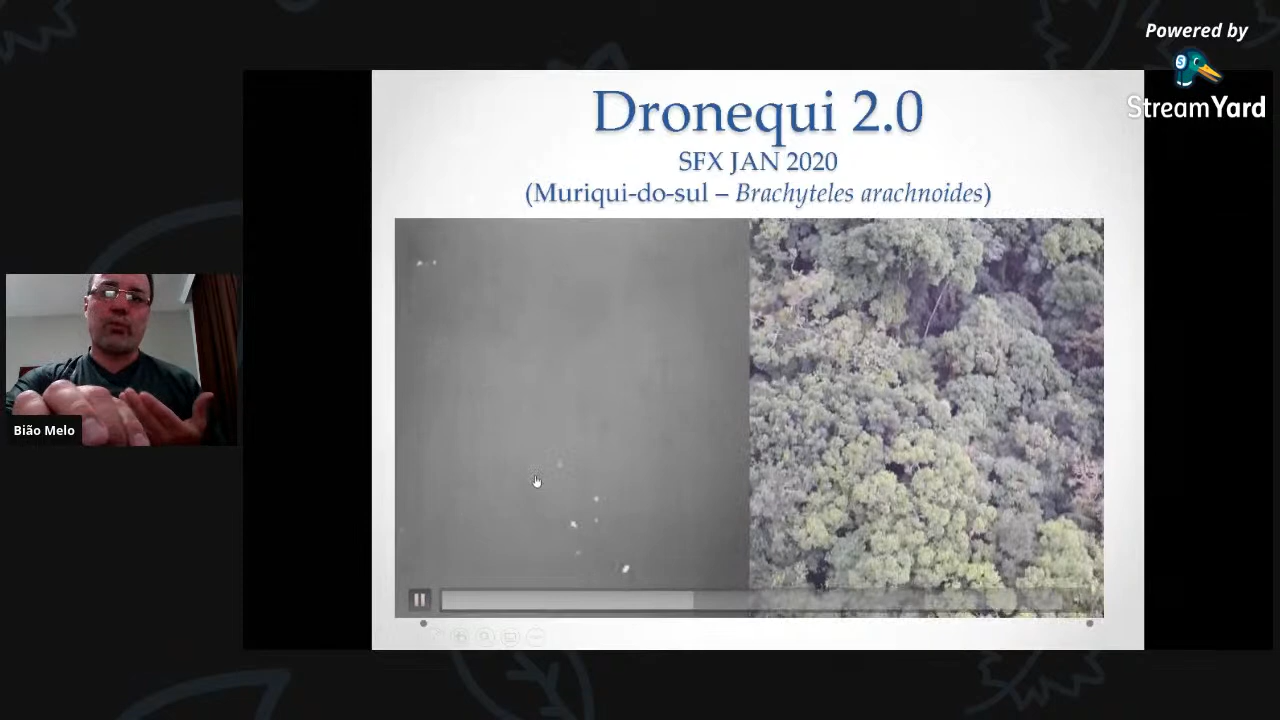 Powered by
StreamYard
Dronequi 2.0
SFX JAN 2020
(Muriqui-do-sul – Brachyteles arachnoides)
Bião Melo